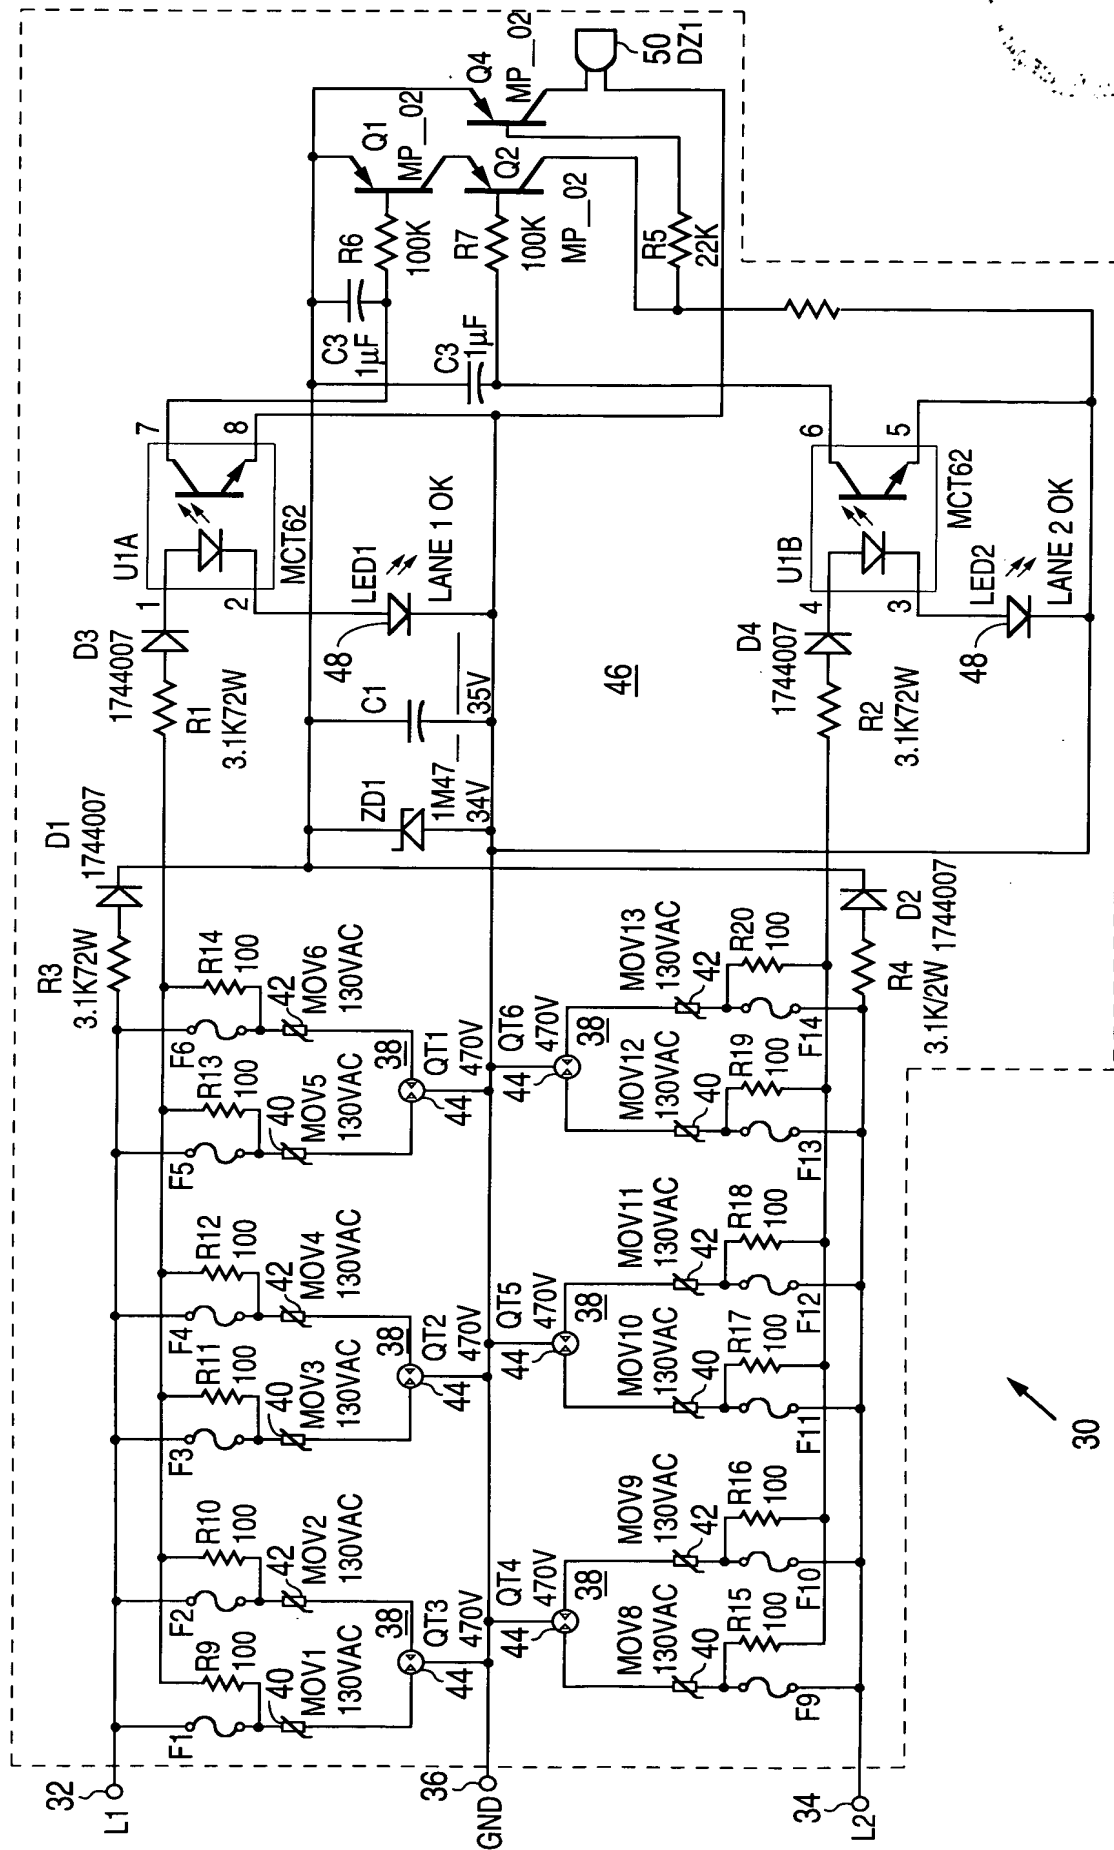 32
L1
F1
R9
100
40
MOV1
130VAC
F2
R10
100
42
MOV2
130VAC
38
QT3
470V
44
F3
R11
100
40
MOV3
130VAC
F4
R12
100
42
MOV4
130VAC
38
QT2
470V
44
F5
R13
100
40
MOV5
130VAC
F6
R14
100
42
MOV6
130VAC
38
QT1
470V
44
R3
3.1K72W
D1
1744007
R1
3.1K72W
D3
1744007
1
2
U1A
MCT62
7
8
ZD1
1M47
34V
C1
35V
48
LED1
LANE 1 OK
C3
1µF
R6
100K
Q1
MP__02
C3
1µF
R7
100K
Q2
MP__02
Q4
MP__02
50
DZ1
R5
22K
46
36
GND
QT4
470V
44
38
MOV8
130VAC
40
R15
100
F9
MOV9
130VAC
42
R16
100
F10
QT5
470V
44
38
MOV10
130VAC
40
R17
100
F11
MOV11
130VAC
42
R18
100
F12
QT6
470V
44
38
MOV12
130VAC
40
R19
100
F13
MOV13
130VAC
42
R20
100
F14
R4
3.1K/2W
D2
1744007
R2
3.1K72W
D4
1744007
4
3
U1B
MCT62
6
5
48
LED2
LANE 2 OK
34
L2
30